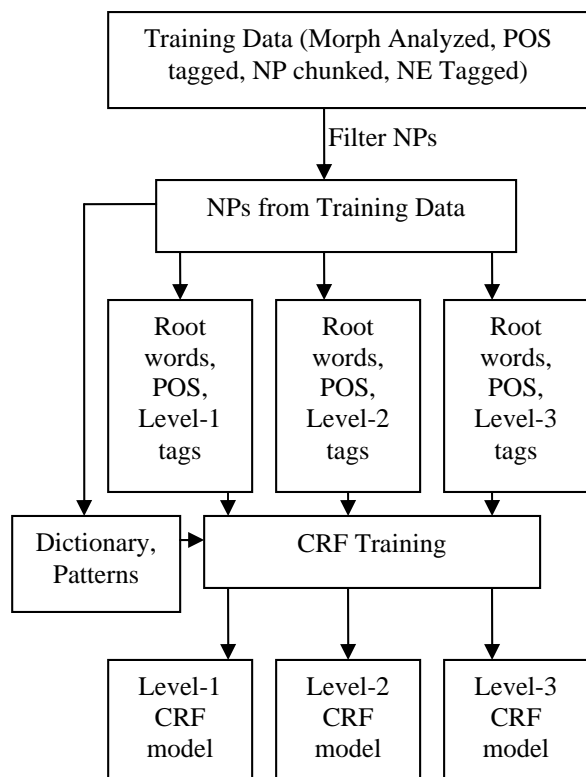 Training Data (Morph Analyzed, POS
tagged, NP chunked, NE Tagged)
Filter NPs
NPs from Training Data
Root
words,
POS,
Level-1
tags
Root
words,
POS,
Level-2
tags
Root
words,
POS,
Level-3
tags
Dictionary,
Patterns
CRF Training
Level-1
CRF
model
Level-2
CRF
model
Level-3
CRF
model